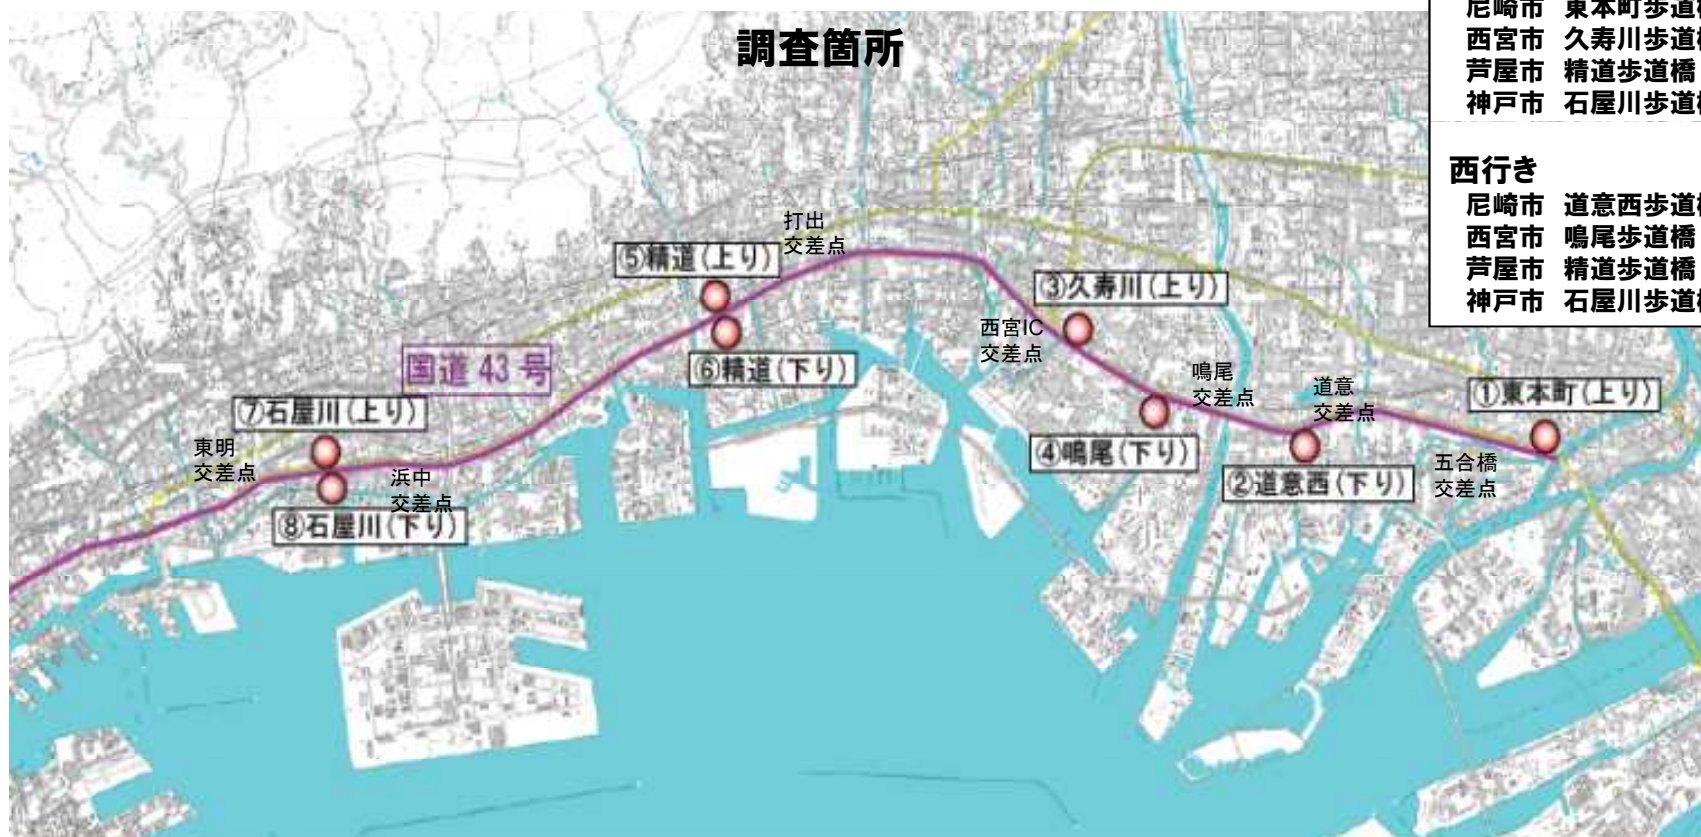 調査箇所
尼崎市 東本町歩道橋
西宮市 久寿川歩道橋
芦屋市 精道歩道橋
神戸市 石屋川歩道橋
西行き
尼崎市 道意西歩道橋
西宮市 鳴尾歩道橋
芦屋市 精道歩道橋
神戸市 石屋川歩道橋
打出
交差点
⑤精道(上り)
③久寿川(上り)
西宮IC
交差点
国道 43 号
⑥精道(下り)
鳴尾
交差点
道意
交差点
①東本町(上り)
⑦石屋川(上り)
東明
交差点
④鳴尾(下り)
浜中
交差点
②道意西(下り)
五合橋
交差点
⑧石屋川(下り)